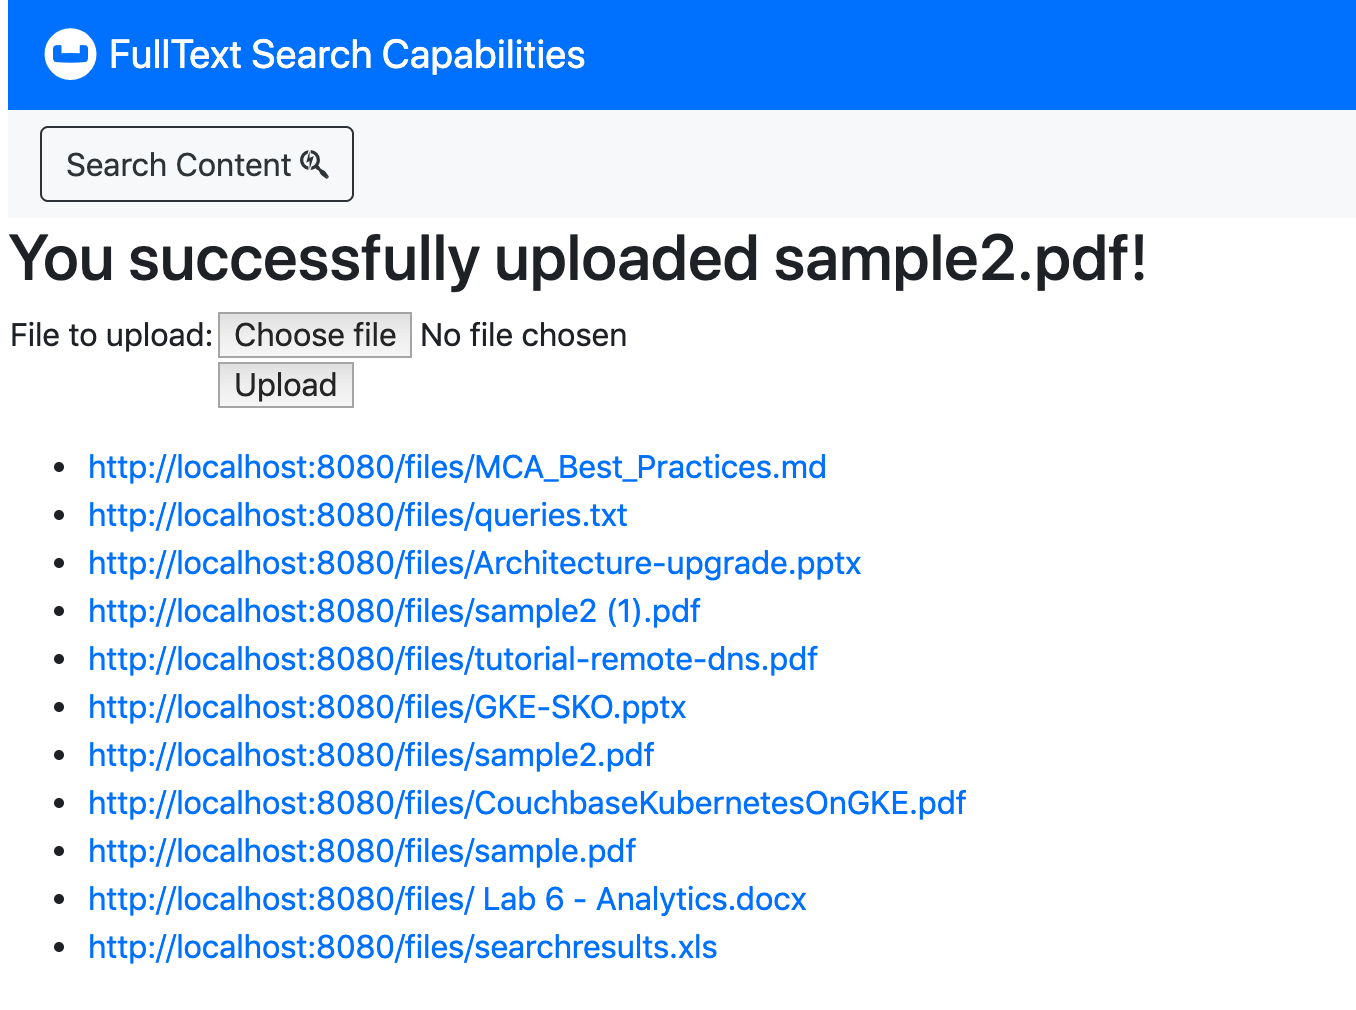 FullText Search Capabilities
Search Content
You successfully uploaded sample2.pdf!
File to upload: Choose file No file chosen
Upload
http://localhost:8080/files/MCA_Best_Practices.md
http://localhost:8080/files/queries.txt
http://localhost:8080/files/Architecture-upgrade.pptx
http://localhost:8080/files/sample2 (1).pdf
http://localhost:8080/files/tutorial-remote-dns.pdf
http://localhost:8080/files/GKE-SKO.pptx
http://localhost:8080/files/sample2.pdf
http://localhost:8080/files/CouchbaseKubernetesOnGKE.pdf
http://localhost:8080/files/sample.pdf
http://localhost:8080/files/ Lab 6 - Analytics.docx
http://localhost:8080/files/searchresults.xls